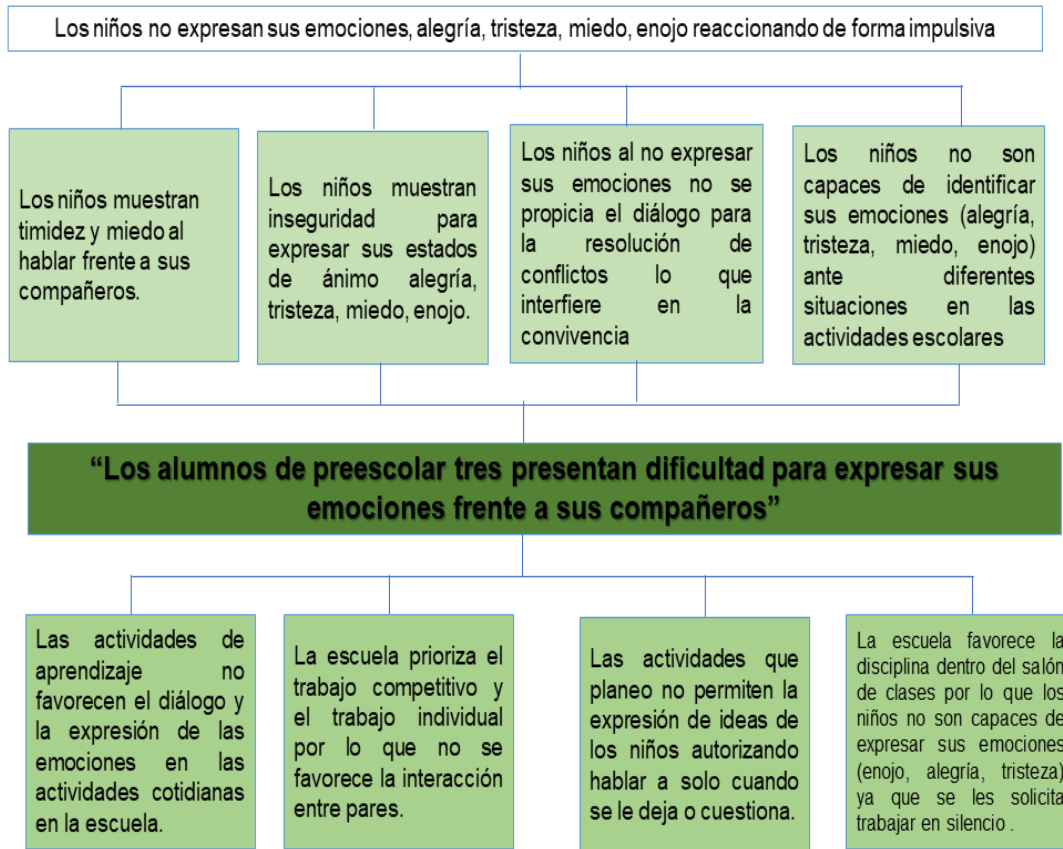 Los niños no expresan sus emociones, alegría, tristeza, miedo, enojo reaccionando de forma impulsiva
Los niños muestran
timidez y miedo al
hablar frente a sus
compañeros.
Los niños muestran
inseguridad para
expresar sus estados
de ánimo alegría,
tristeza, miedo, enojo.
Los niños al no expresar
sus emociones no se
propicia el diálogo para
la resolución de
conflictos lo que
interfiere en la
convivencia
Los niños no son
capaces de identificar
sus emociones (alegría,
tristeza, miedo, enojo)
ante diferentes
situaciones en las
actividades escolares
“Los alumnos de preescolar tres presentan dificultad para expresar sus
emociones frente a sus compañeros”
Las actividades de
aprendizaje no
favorecen el diálogo y
la expresión de las
emociones en las
actividades cotidianas
en la escuela.
La escuela prioriza el
trabajo competitivo y
el trabajo individual
por lo que no se
favorece la interacción
entre pares.
Las actividades que
planeo no permiten la
expresión de ideas de
los niños autorizando
hablar a solo cuando
se le deja o cuestiona.
La escuela favorece la
disciplina dentro del salón
de clases por lo que los
niños no son capaces de
expresar sus emociones
(enojo, alegría, tristeza)
ya que se les solicita
trabajar en silencio .